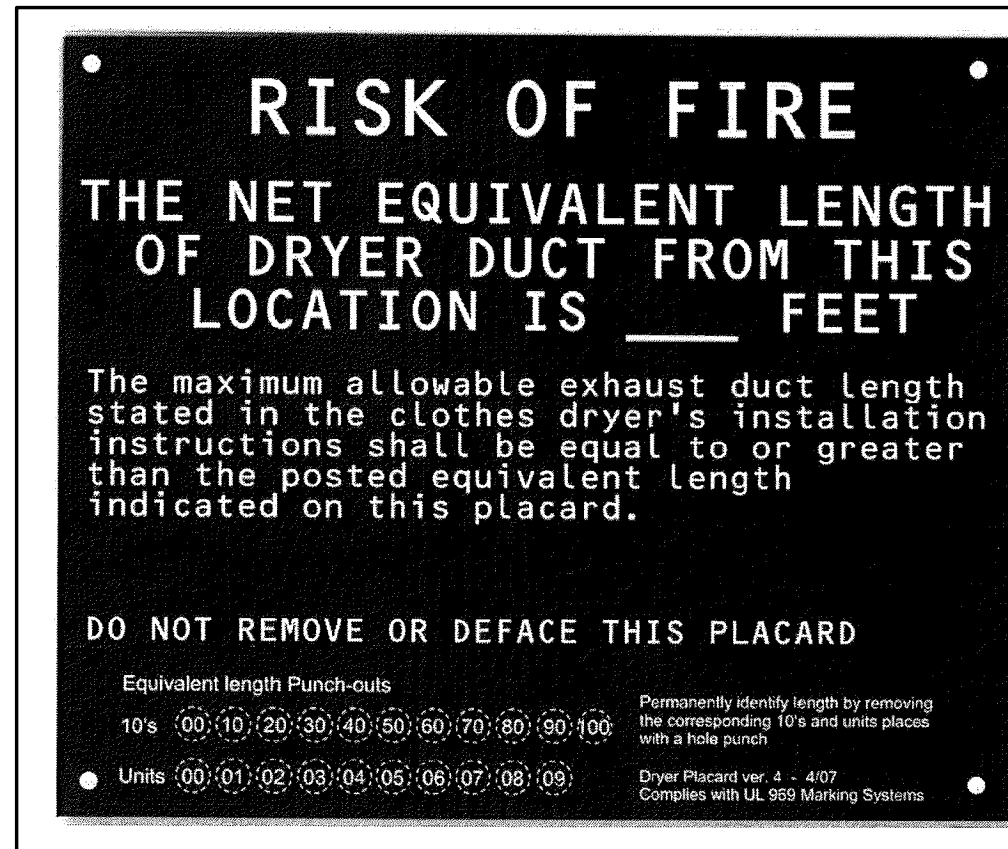 RISK OF FIRE
THE NET EQUIVALENT LENGTH
OF DRYER DUCT FROM THIS
LOCATION IS ___ FEET
The maximum allowable exhaust duct length
stated in the clothes dryer's installation
instructions shall be equal to or greater
than the posted equivalent length
indicated on this placard.
DO NOT REMOVE OR DEFACE THIS PLACARD
Equivalent length Punch-outs
10's 00 10 20 30 40 50 60 70 80 90 100
Units 00 01 02 03 04 05 06 07 08 09
Permanently identify length by removing
the corresponding 10's and units places
with a hole punch
Dryer Placard ver. 4 - 4/07
Complies with UL 969 Marking Systems